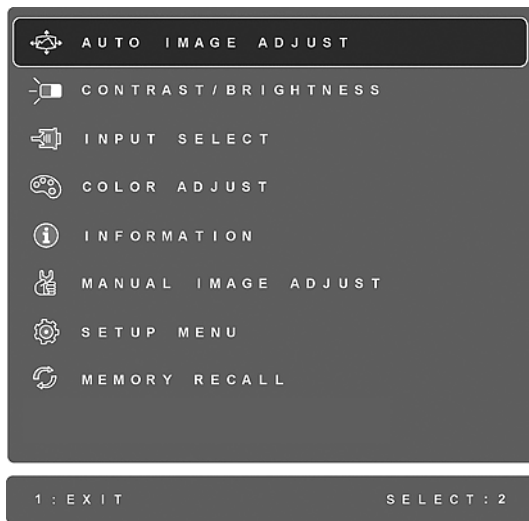 AUTO IMAGE ADJUST
CONTRAST/BRIGHTNESS
INPUT SELECT
COLOR ADJUST
INFORMATION
MANUAL IMAGE ADJUST
SETUP MENU
MEMORY RECALL
1:EXIT SELECT:2